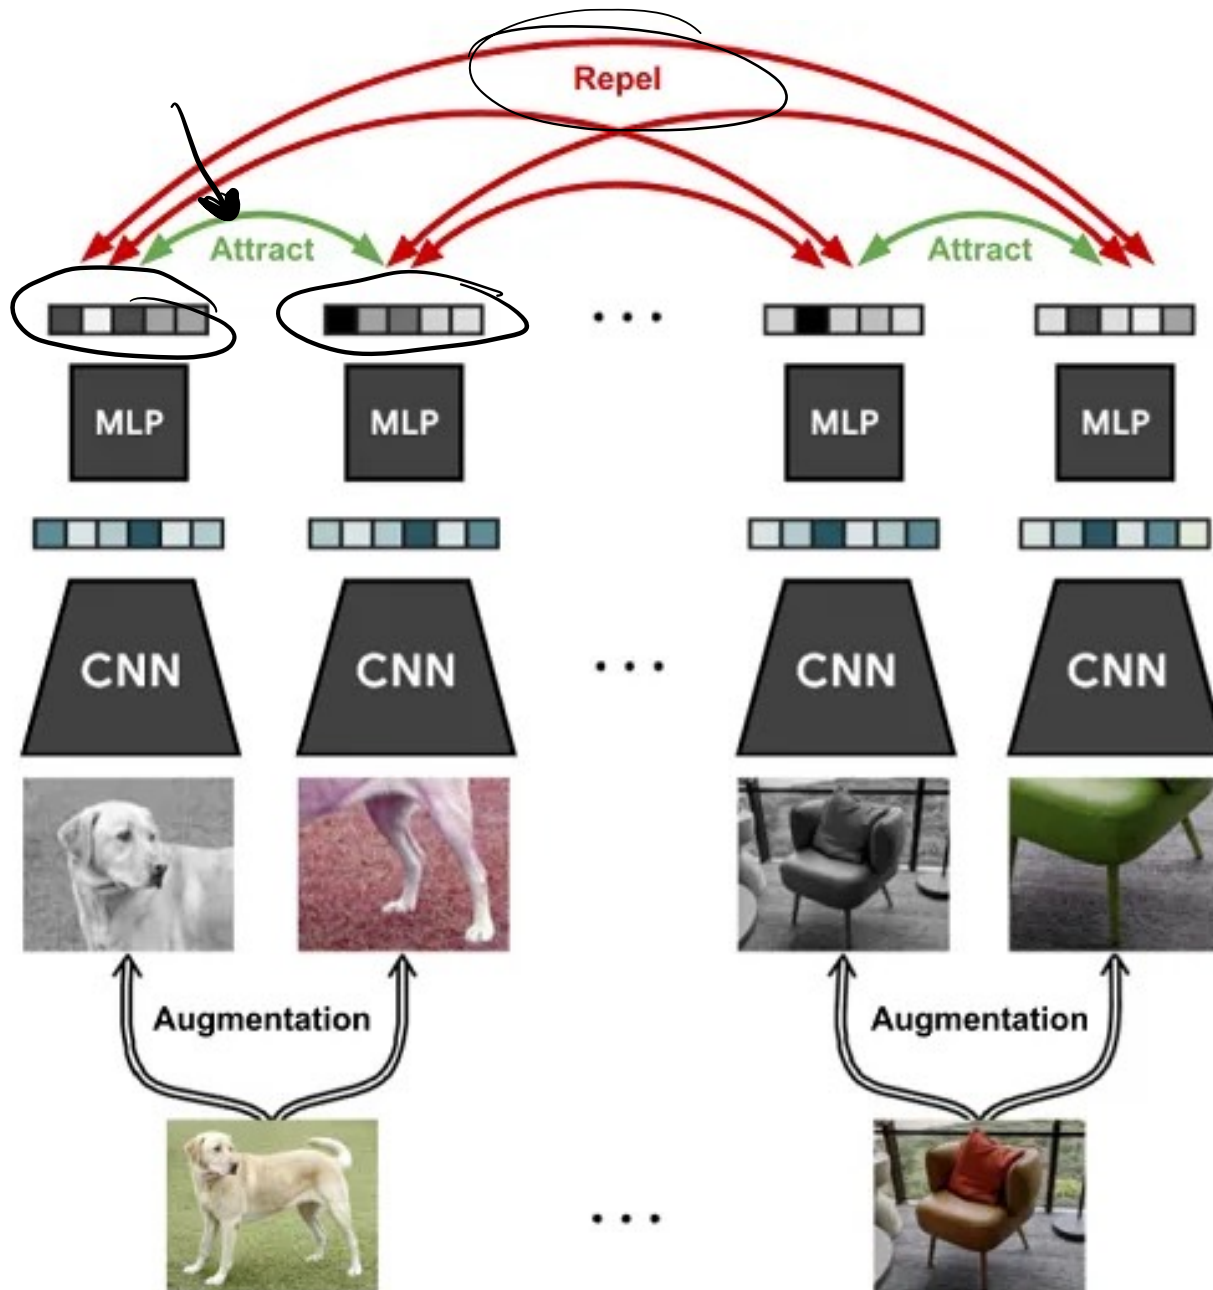 Repel
Attract Attract
. . .
MLP MLP MLP MLP
CNN CNN . . . CNN CNN
Augmentation Augmentation
. . .